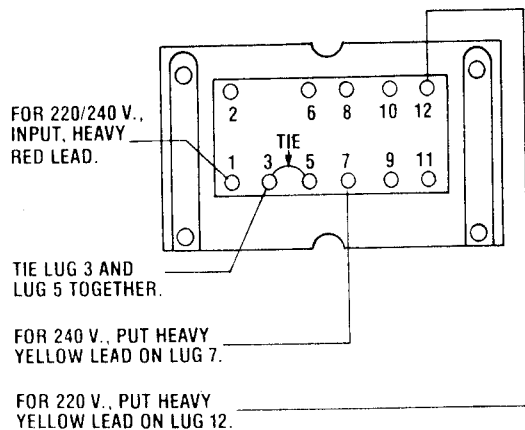 2 6 8 10 12
FOR 220/240 V.,
INPUT, HEAVY
RED LEAD.
TIE
1 3 5 7 9 11
TIE LUG 3 AND
LUG 5 TOGETHER.
FOR 240 V., PUT HEAVY
YELLOW LEAD ON LUG 7.
FOR 220 V., PUT HEAVY
YELLOW LEAD ON LUG 12.